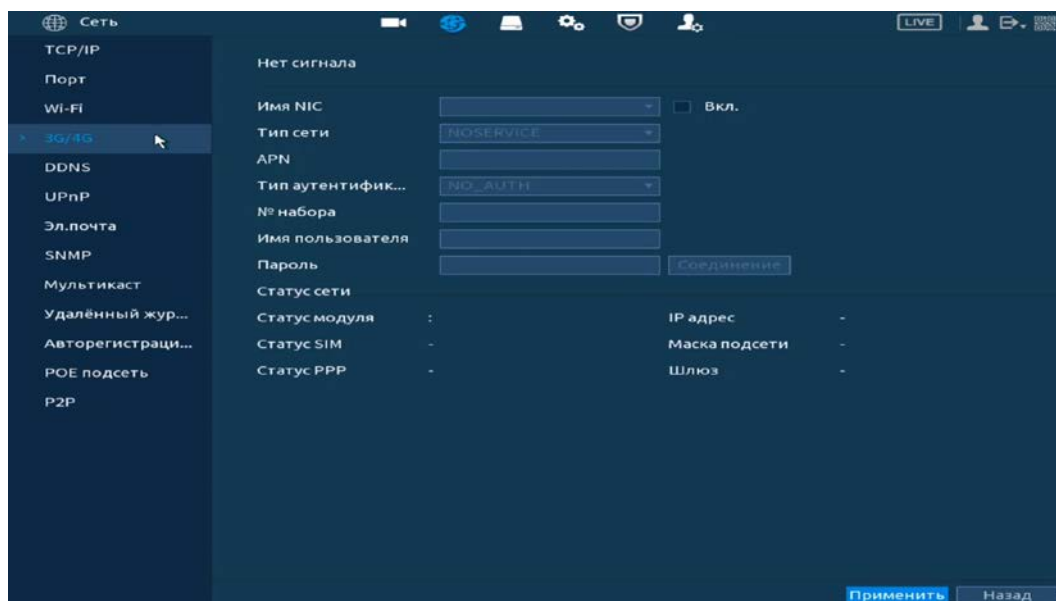 Сеть LIVE
TCP/IP
Порт
Wi-Fi
3G/4G
DDNS
UPnP
Эл.почта
SNMP
Мультикаст
Удалённый жур...
Авторегистраци...
POE подсеть
P2P
Нет сигнала
Имя NIC Вкл.
Тип сети NOSERVICE
APN
Тип аутентифик... NO_AUTH
№ набора
Имя пользователя
Пароль Соединение
Статус сети
Статус модуля : IP адрес -
Статус SIM - Маска подсети -
Статус PPP - Шлюз -
Применить Назад